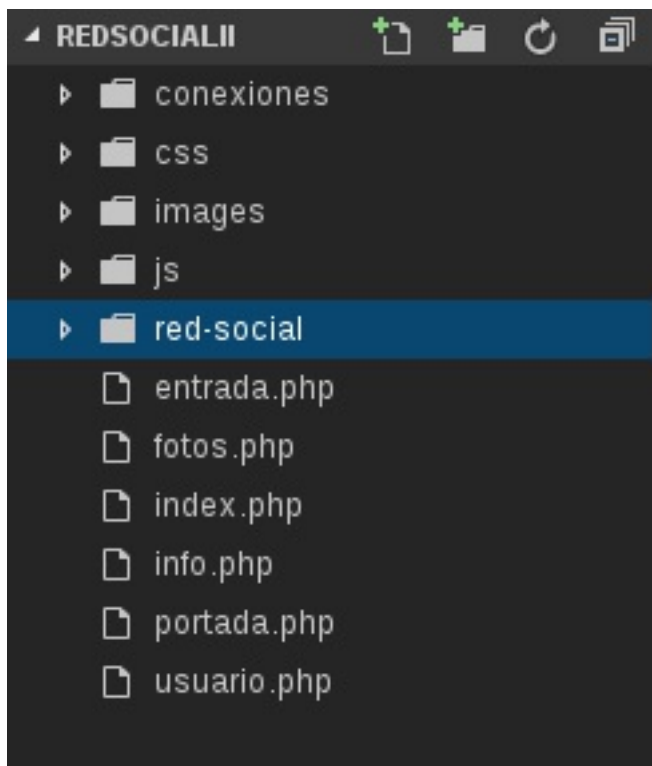 REDSOCIALII
conexiones
css
images
js
red-social
entrada.php
fotos.php
index.php
info.php
portada.php
usuario.php